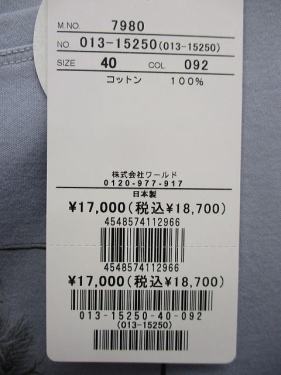 M.NO. 7980
NO 013-15250(013-15250)
SIZE 40 COL 092
コットン 100%
株式会社ワールド
0120-977-917
日本製
¥17,000(税込¥18,700)
4548574112966
4548574112966
¥17,000(税込¥18,700)
013-15250-40-092
(013-15250)